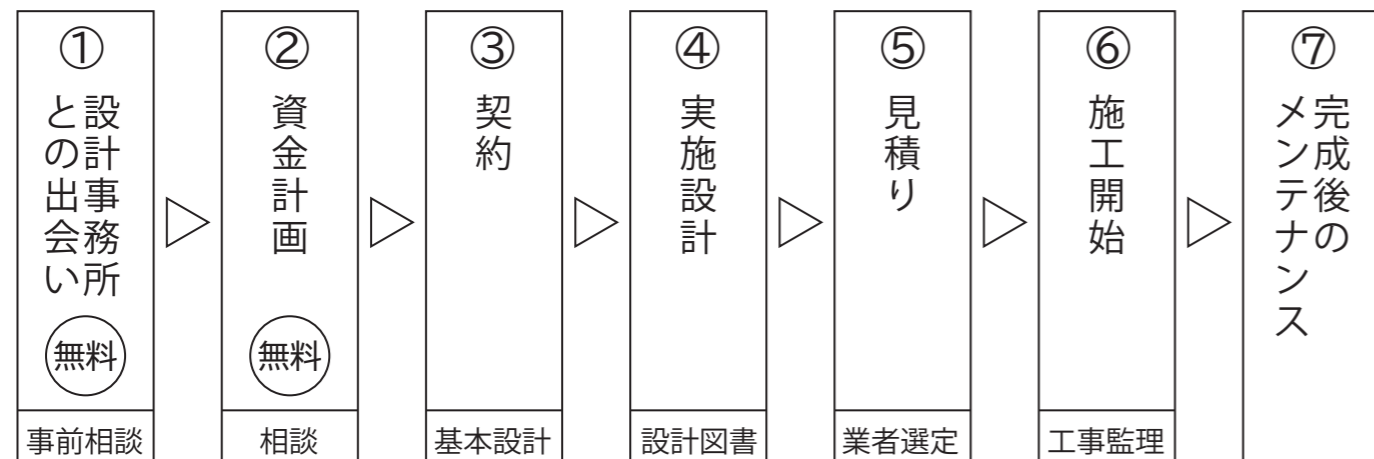 ①
設計事務所
との出会い
無料
事前相談
②
資金計画
無料
相談
③
契約
基本設計
④
実施設計
設計図書
⑤
見積り
業者選定
⑥
施工開始
工事監理
⑦
完成後の
メンテナンス